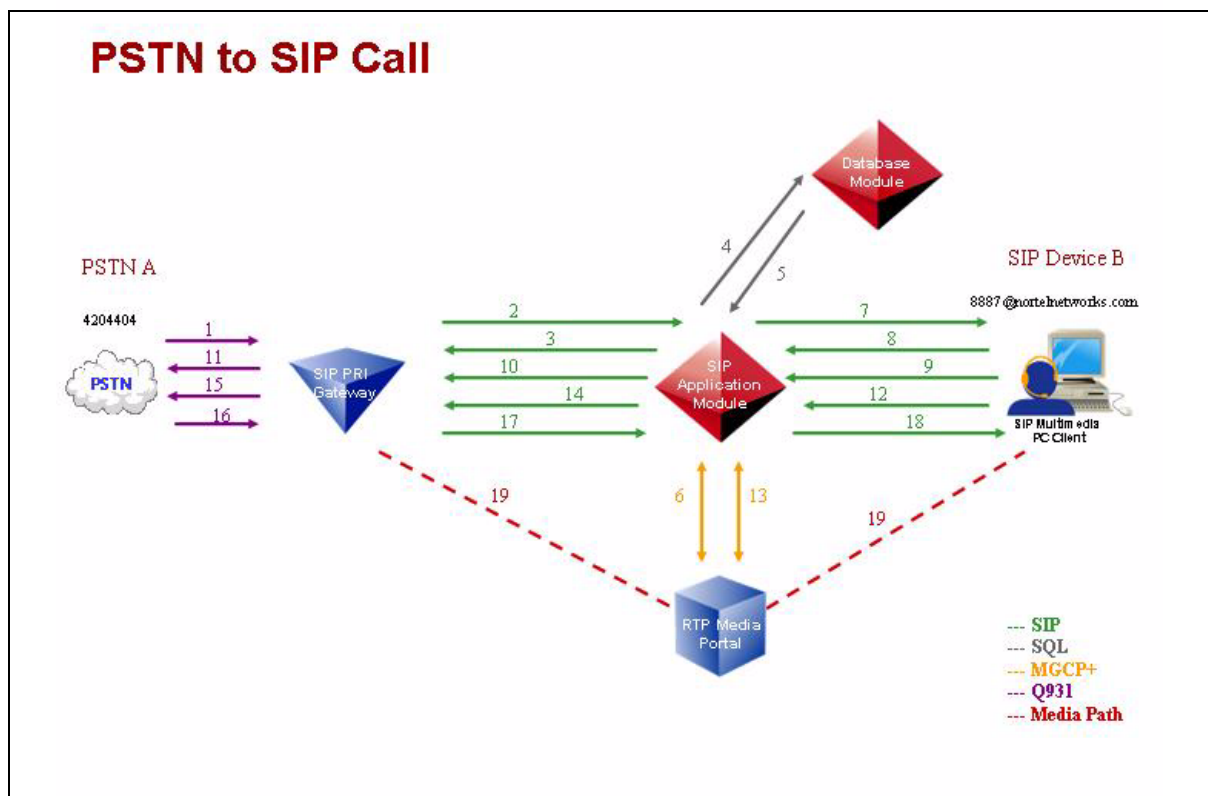 PSTN to SIP Call
Database
Module
4
5
PSTN A
SIP Device B
4204404
8887@nortelnetworks.com
1
2
7
11
3
8
PSTN
SIP PRI
Gateway
10
SIP
Application
Module
9
15
14
12
16
17
18
SIP Multimedia
PC Client
19
6
13
19
RTP Media
Portal
--- SIP
--- SQL
--- MGCP+
--- Q931
--- Media Path